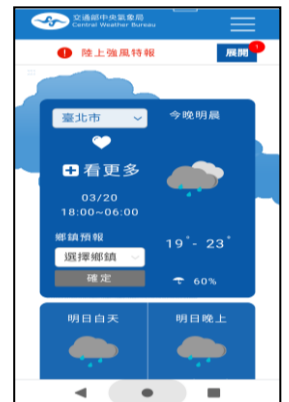 交通部中央氣象局
Central Weather Bureau
陸上強風特報
展開
臺北市
今晚明晨
看更多
03/20
18:00~06:00
鄉鎮預報
19°- 23°
選擇鄉鎮
確定
60%
明日白天
明日晚上